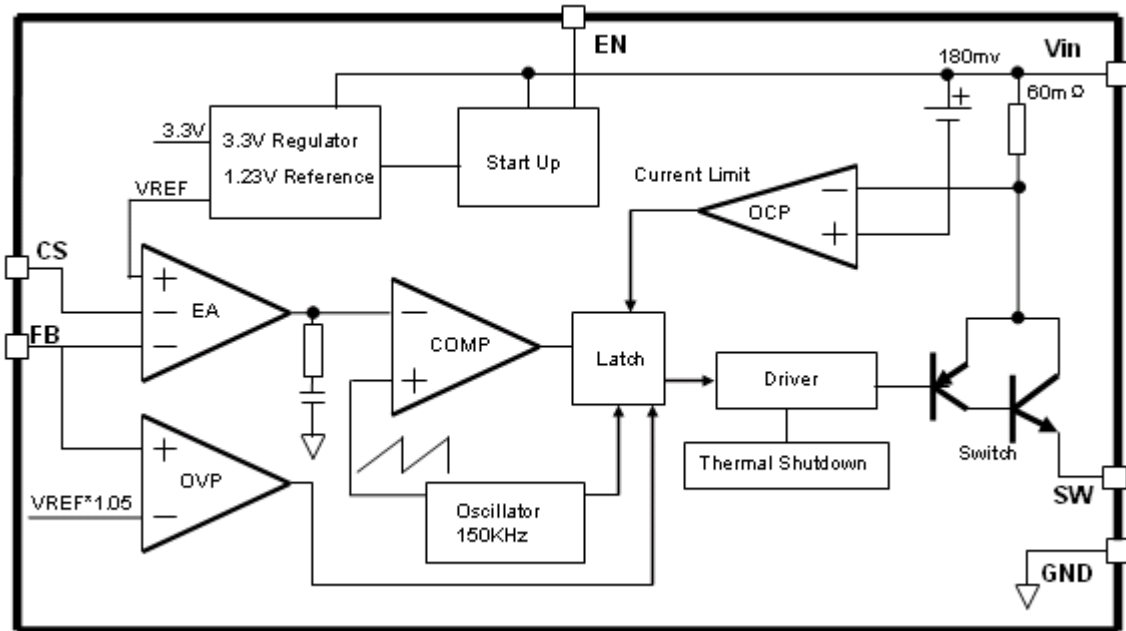 EN
Vin
180mv
60mΩ
3.3V
3.3V Regulator
1.23V Reference
Start Up
VREF
Current Limit
−
OCP
+
CS
+
−
EA
−
FB
−
COMP
+
Latch
Driver
Thermal Shutdown
Switch
+
OVP
VREF*1.05
−
Oscillator
150KHz
SW
GND
+